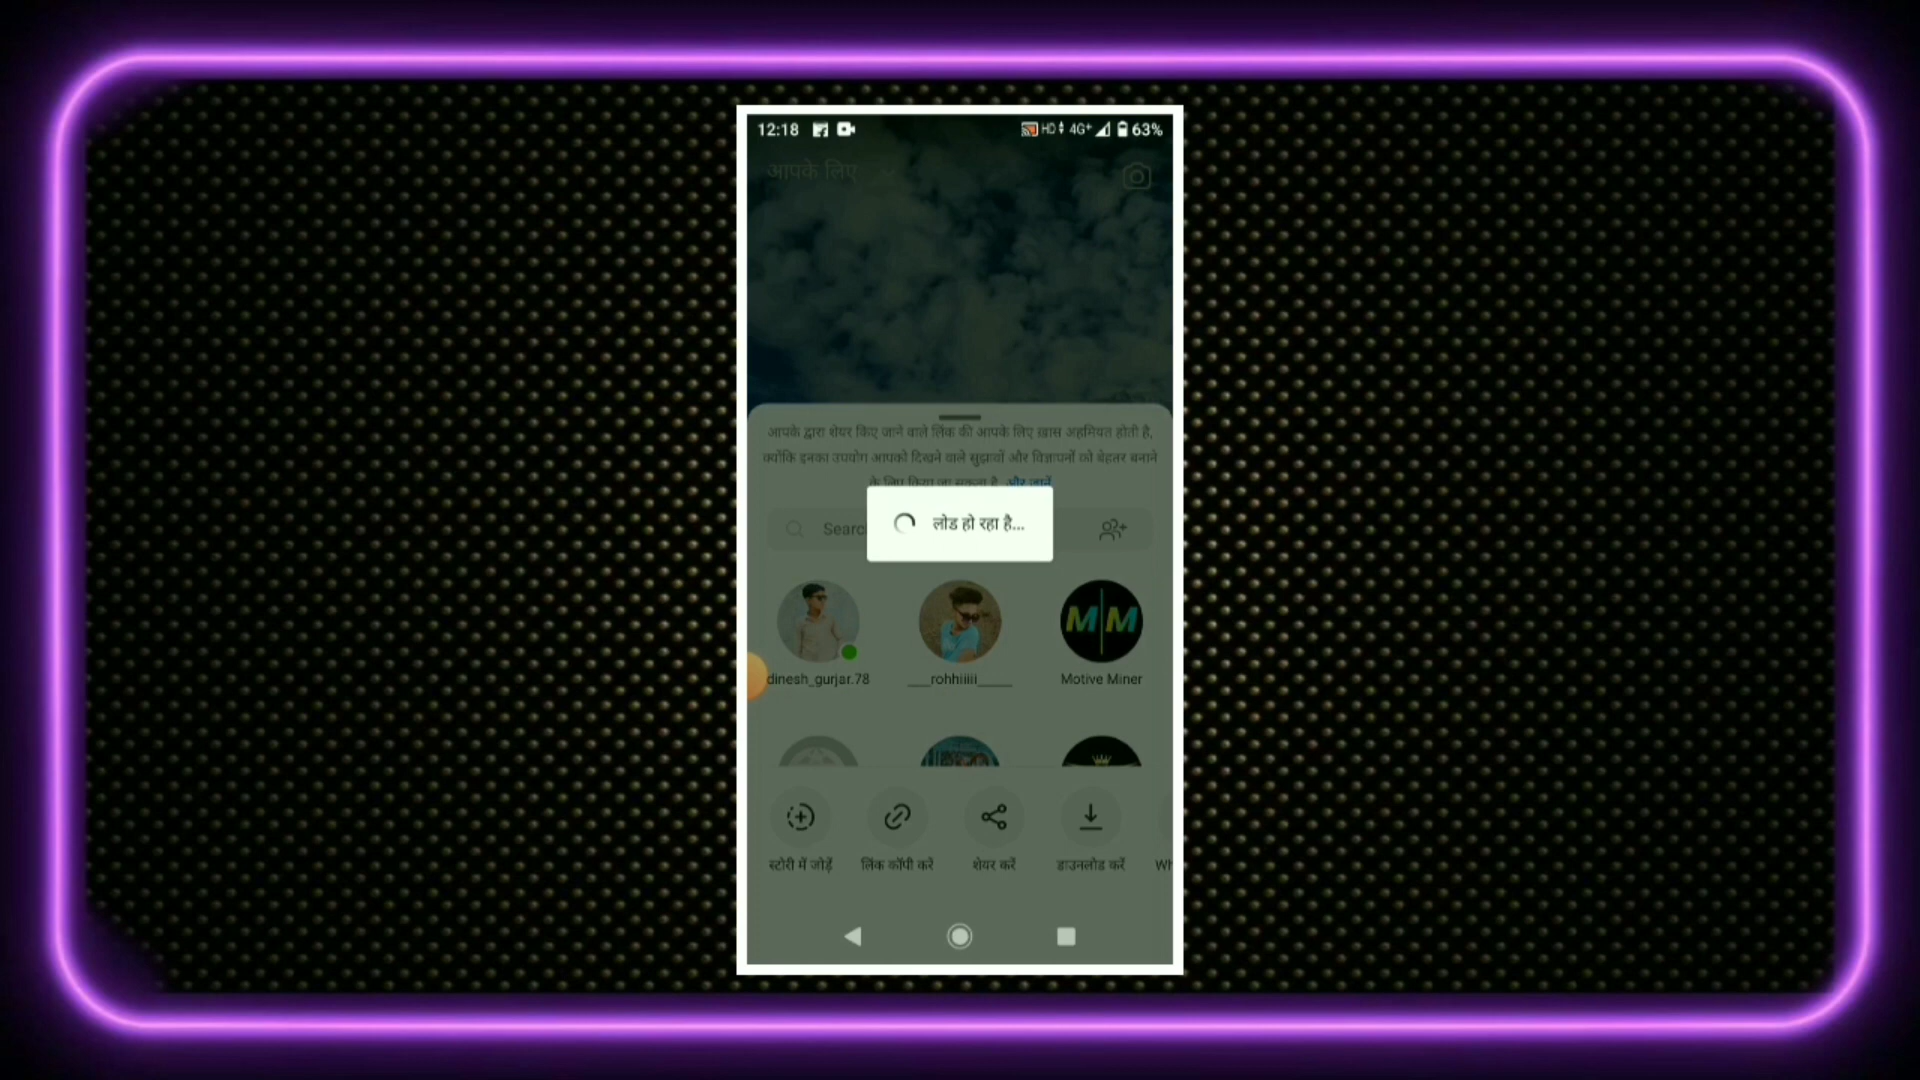 12:18 HD 4G+ 63%
आपके लिए
आपके द्वारा शेयर किए जाने वाले लिंक की आपके लिए ख़ास अहमियत होती है,
क्योंकि इनका उपयोग आपको दिखने वाले सुझावों और विज्ञापनों को बेहतर बनाने
के लिए किया जा सकता है. और जानें
Searc
लोड हो रहा है...
M|M
dinesh_gurjar.78 ___rohhiiiii_____ Motive Miner
स्टोरी में जोड़ें लिंक कॉपी करें शेयर करें डाउनलोड करें Wh